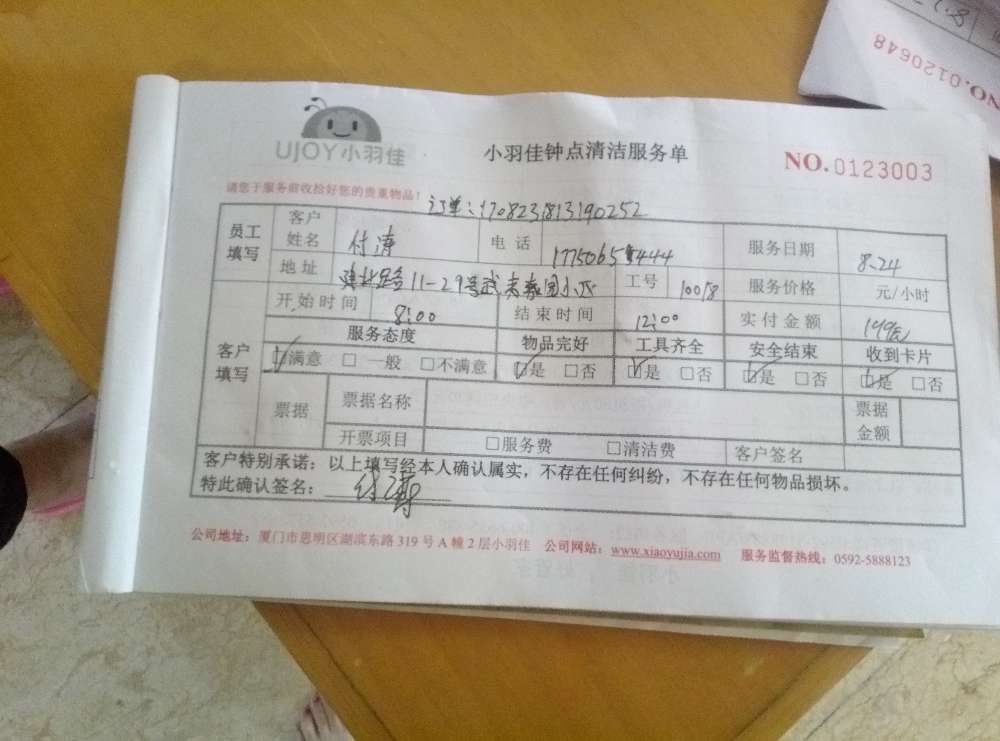 NO.0120648
UJOY小羽佳
小羽佳钟点清洁服务单
NO.0123003
请您于服务前收拾好您的贵重物品!
订单:1708231813190252
员工填写 客户姓名 付涛 电话 服务日期 8.24
地址 工号 10018 服务价格 元/小时
开始时间 8:00 结束时间 12:00 实付金额 149元
客户填写 服务态度 物品完好 工具齐全 安全结束 收到卡片
☑满意 □一般 □不满意 ☑是 □否 ☑是 □否 ☑是 □否 ☑是 □否
票据 票据名称 票据金额
开票项目 □服务费 □清洁费 客户签名
客户特别承诺:以上填写经本人确认属实,不存在任何纠纷,不存在任何物品损坏。
特此确认签名:付涛
公司地址:厦门市思明区湖滨东路319号A幢2层小羽佳 公司网站:www.xiaoyujia.com 服务监督热线:0592-5888123